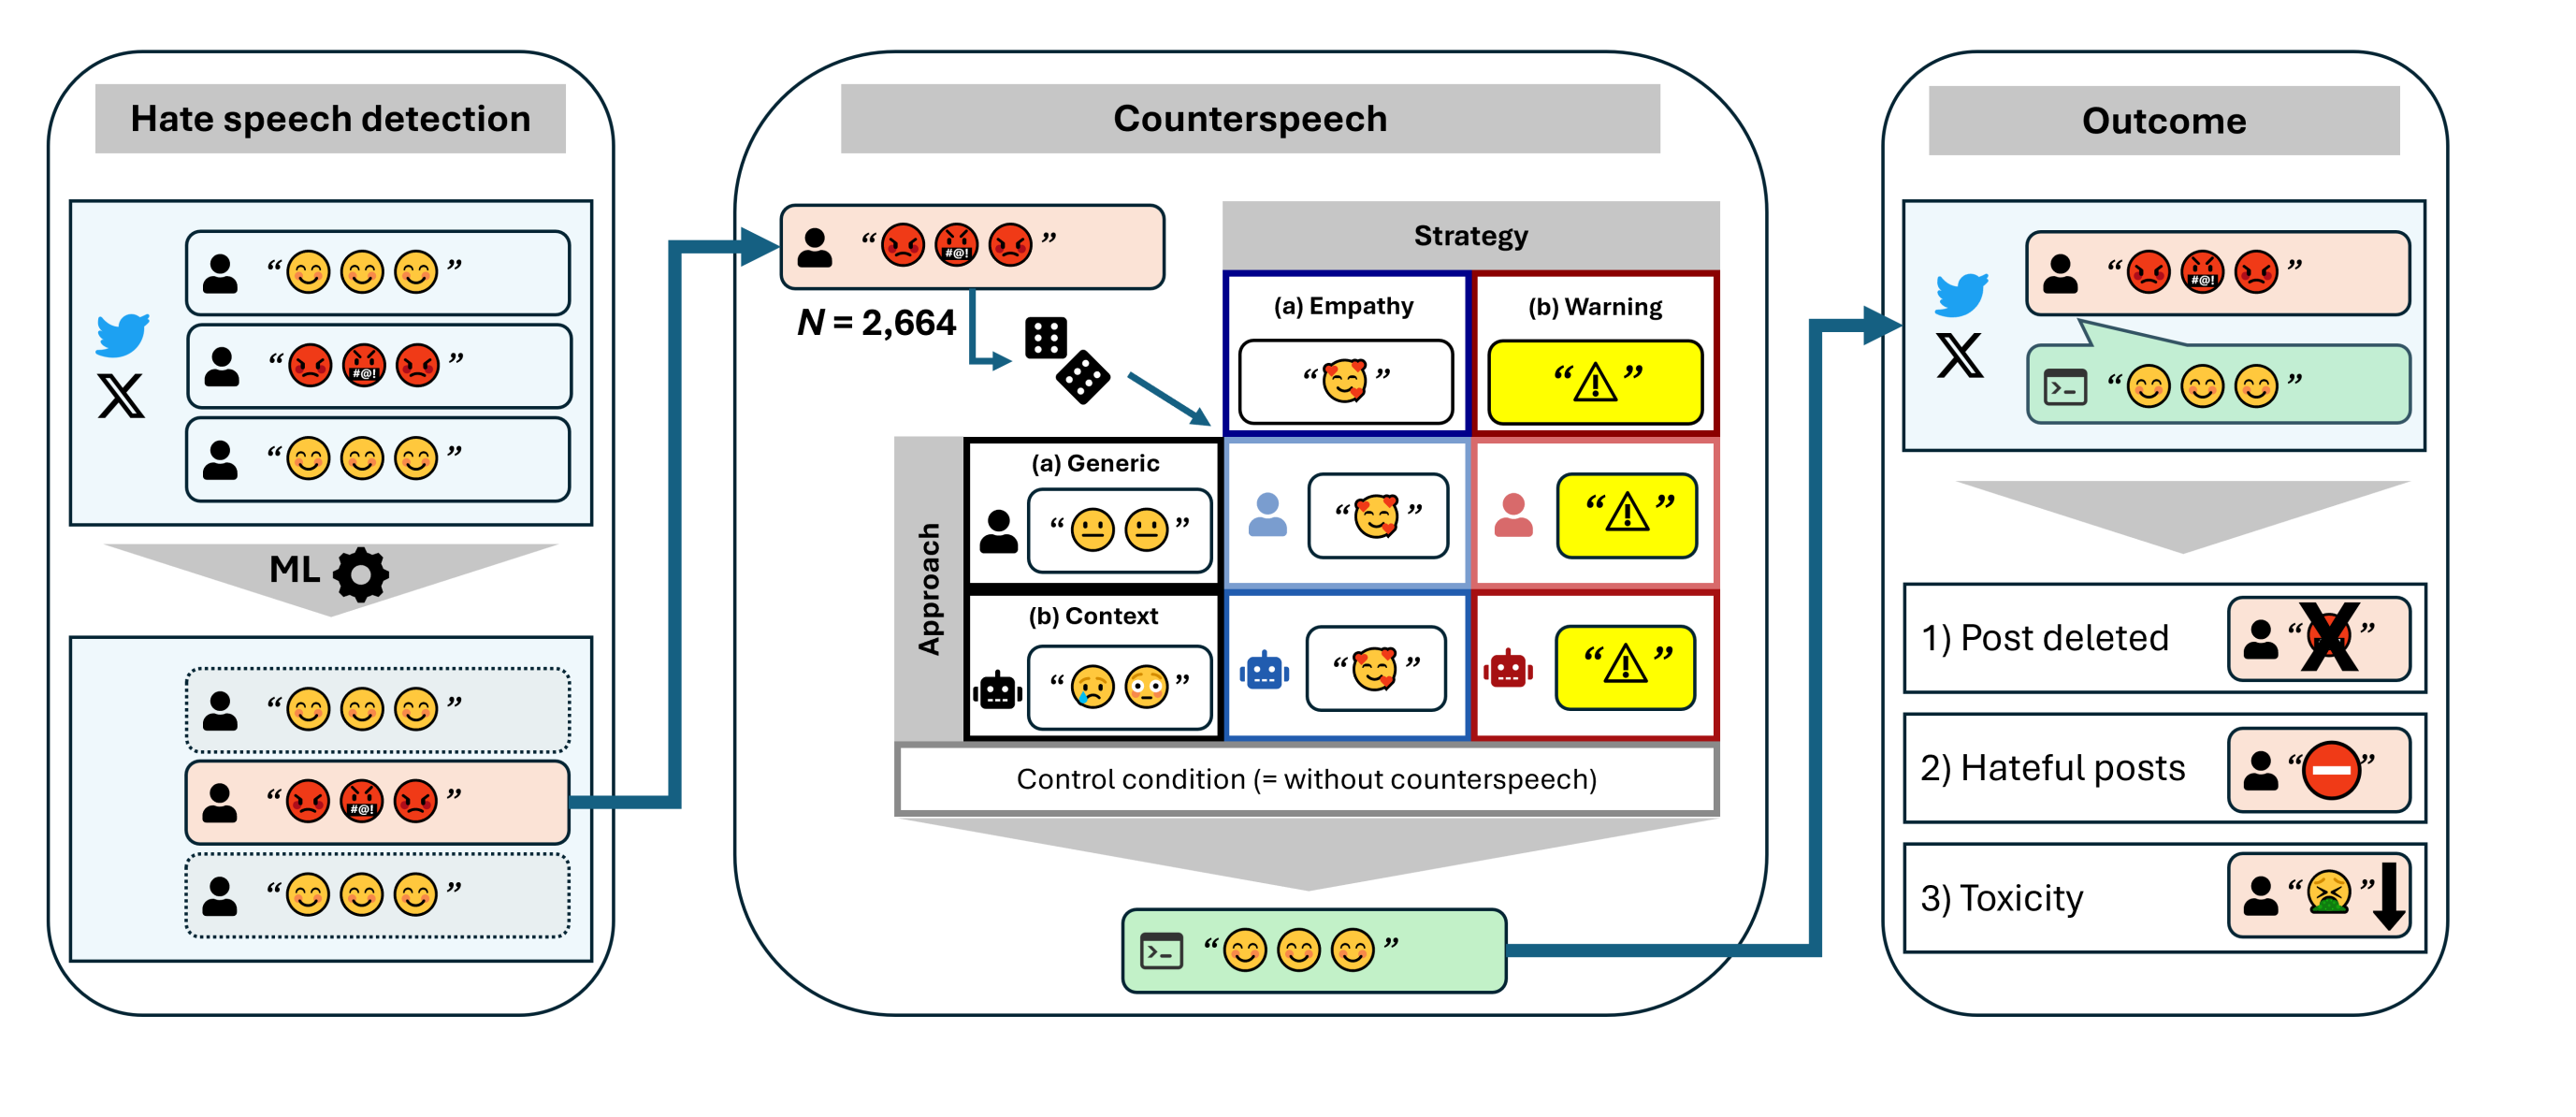 Hate speech detection
“ ”
“ #@! ”
“ ”
ML
“ ”
“ #@! ”
“ ”
Counterspeech
“ #@! ”
N = 2,664
Strategy
(a) Empathy
(b) Warning
“ ”
“ ”
Approach
(a) Generic
“ ”
“ ”
“ ”
(b) Context
“ ”
“ ”
“ ”
Control condition (= without counterspeech)
>_ “ ”
Outcome
“ #@! ”
>_ “ ”
1) Post deleted
“ ”
2) Hateful posts
“ ”
3) Toxicity
“ ”